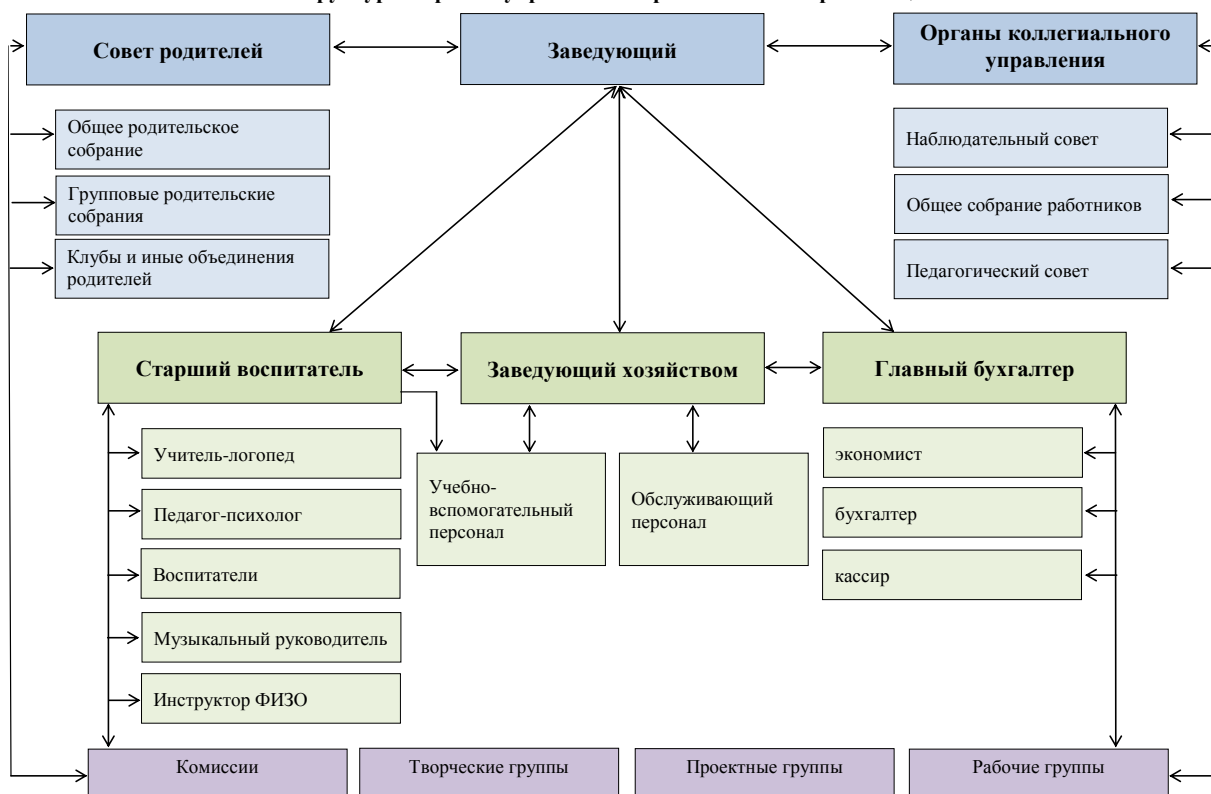 Совет родителей
Заведующий
Органы коллегиального
управления
Общее родительское
собрание
Групповые родительские
собрания
Клубы и иные объединения
родителей
Наблюдательный совет
Общее собрание работников
Педагогический совет
Старший воспитатель
Заведующий хозяйством
Главный бухгалтер
Учитель-логопед
Педагог-психолог
Воспитатели
Музыкальный руководитель
Инструктор ФИЗО
Учебно-
вспомогательный
персонал
Обслуживающий
персонал
экономист
бухгалтер
кассир
Комиссии
Творческие группы
Проектные группы
Рабочие группы